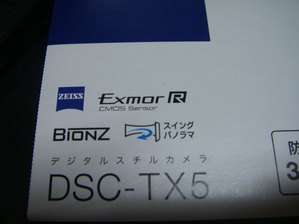 ZEISS
Exmor R
CMOS Sensor
BIONZ
スイング
パノラマ
デジタルスチルカメラ
DSC-TX5
防
3